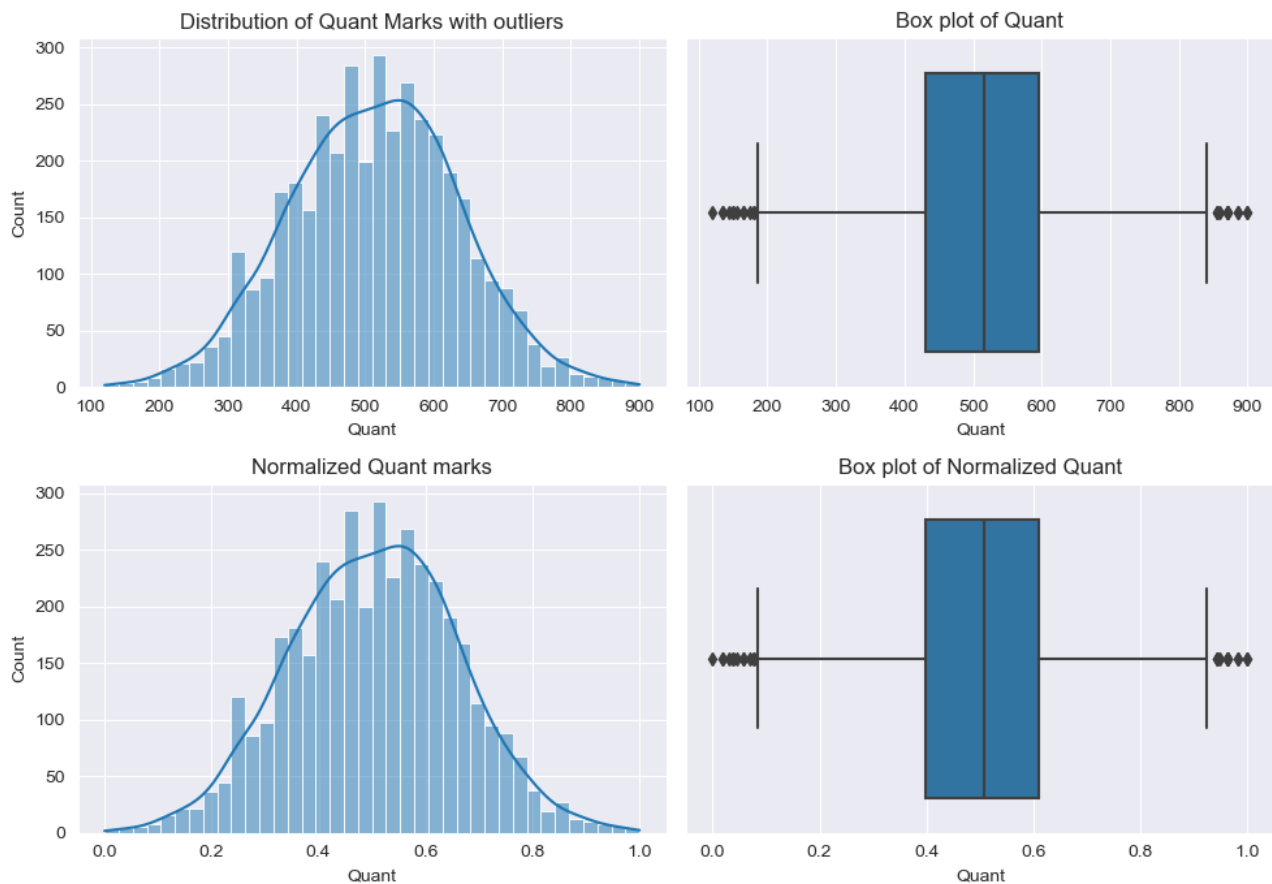 Distribution of Quant Marks with outliers
300
250
200
150
100
50
0
Count
100 200 300 400 500 600 700 800 900
Quant
Box plot of Quant
100 200 300 400 500 600 700 800 900
Quant
Normalized Quant marks
300
250
200
150
100
50
0
Count
0.0 0.2 0.4 0.6 0.8 1.0
Quant
Box plot of Normalized Quant
0.0 0.2 0.4 0.6 0.8 1.0
Quant